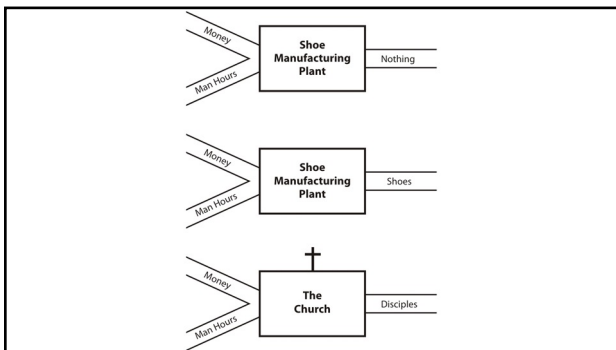 Money
Man Hours
Shoe
Manufacturing
Plant
Nothing
Money
Man Hours
Shoe
Manufacturing
Plant
Shoes
Money
Man Hours
The
Church
Disciples